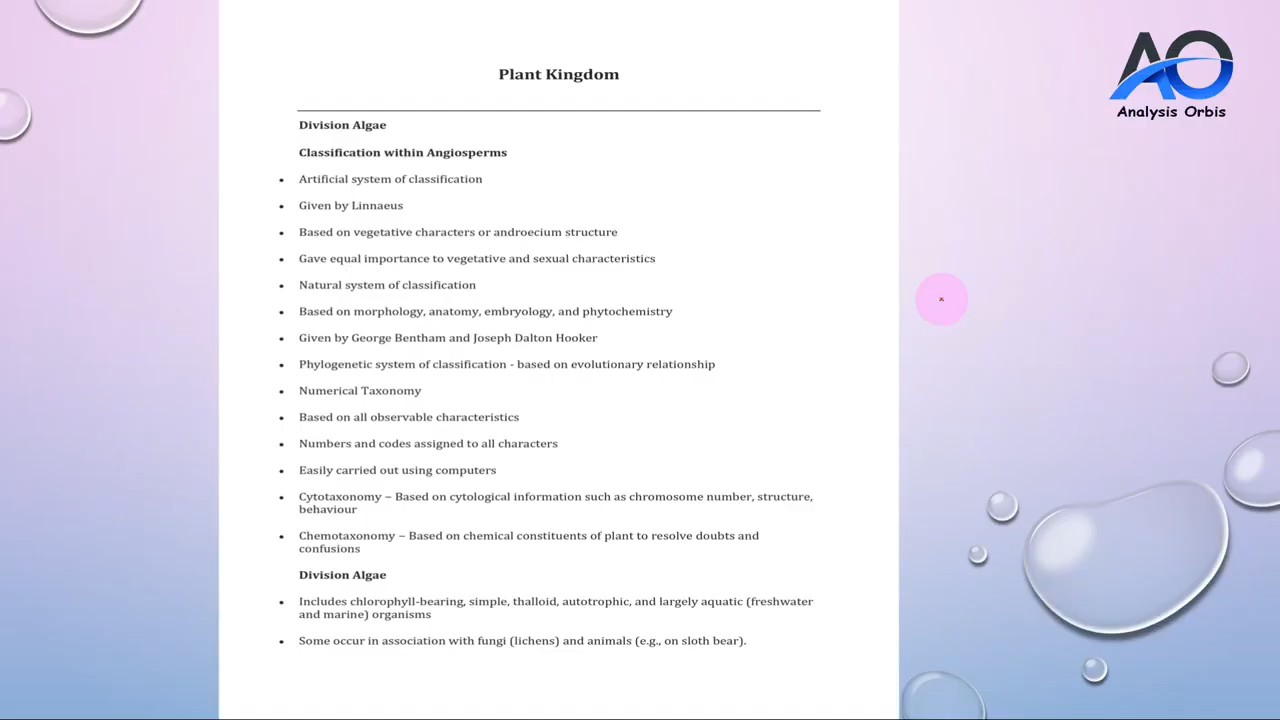 Plant Kingdom
AO
Analysis Orbis
Division Algae
Classification within Angiosperms
• Artificial system of classification
• Given by Linnaeus
• Based on vegetative characters or androecium structure
• Gave equal importance to vegetative and sexual characteristics
• Natural system of classification
• Based on morphology, anatomy, embryology, and phytochemistry
• Given by George Bentham and Joseph Dalton Hooker
• Phylogenetic system of classification - based on evolutionary relationship
• Numerical Taxonomy
• Based on all observable characteristics
• Numbers and codes assigned to all characters
• Easily carried out using computers
• Cytotaxonomy – Based on cytological information such as chromosome number, structure,
behaviour
• Chemotaxonomy – Based on chemical constituents of plant to resolve doubts and
confusions
Division Algae
• Includes chlorophyll-bearing, simple, thalloid, autotrophic, and largely aquatic (freshwater
and marine) organisms
• Some occur in association with fungi (lichens) and animals (e.g., on sloth bear).